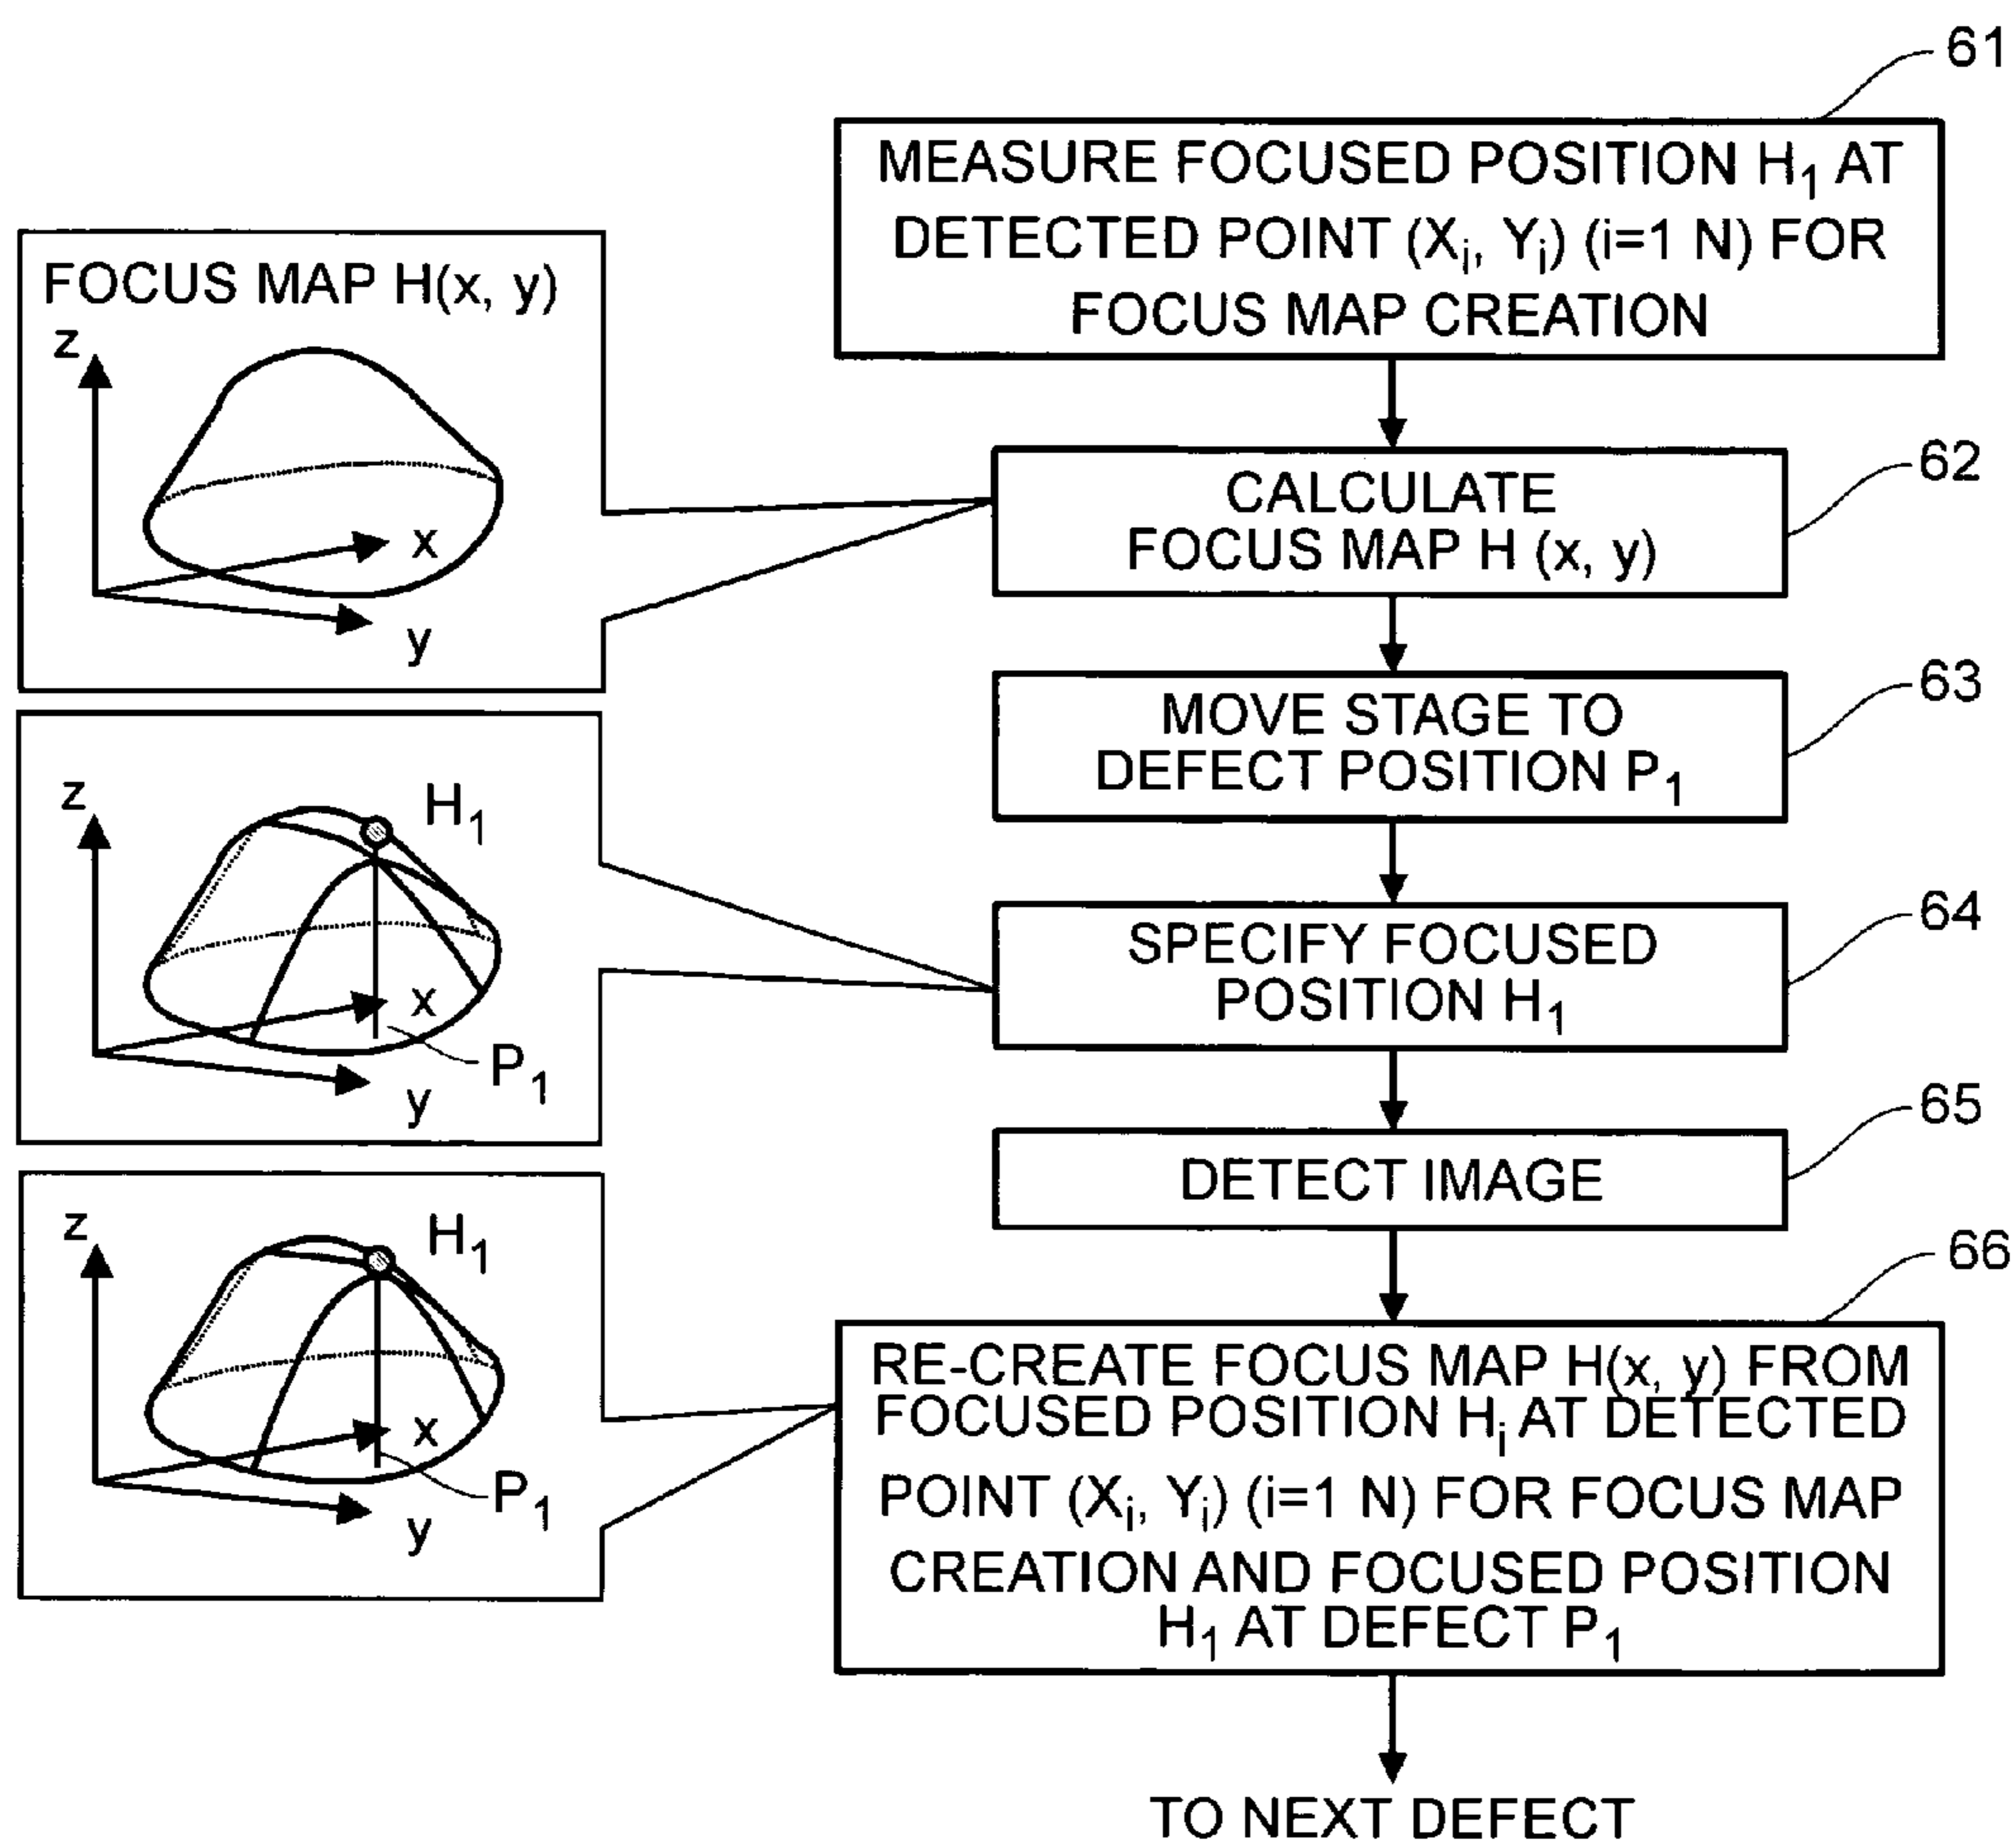 61
MEASURE FOCUSED POSITION H1 AT
DETECTED POINT (Xi, Yi) (i=1 N) FOR
FOCUS MAP CREATION
FOCUS MAP H(x, y)
z
x
y
62
CALCULATE
FOCUS MAP H (x, y)
63
MOVE STAGE TO
DEFECT POSITION P1
z
H1
x
P1
y
64
SPECIFY FOCUSED
POSITION H1
65
DETECT IMAGE
z
H1
x
P1
y
66
RE-CREATE FOCUS MAP H(x, y) FROM
FOCUSED POSITION Hi AT DETECTED
POINT (Xi, Yi) (i=1 N) FOR FOCUS MAP
CREATION AND FOCUSED POSITION
H1 AT DEFECT P1
TO NEXT DEFECT